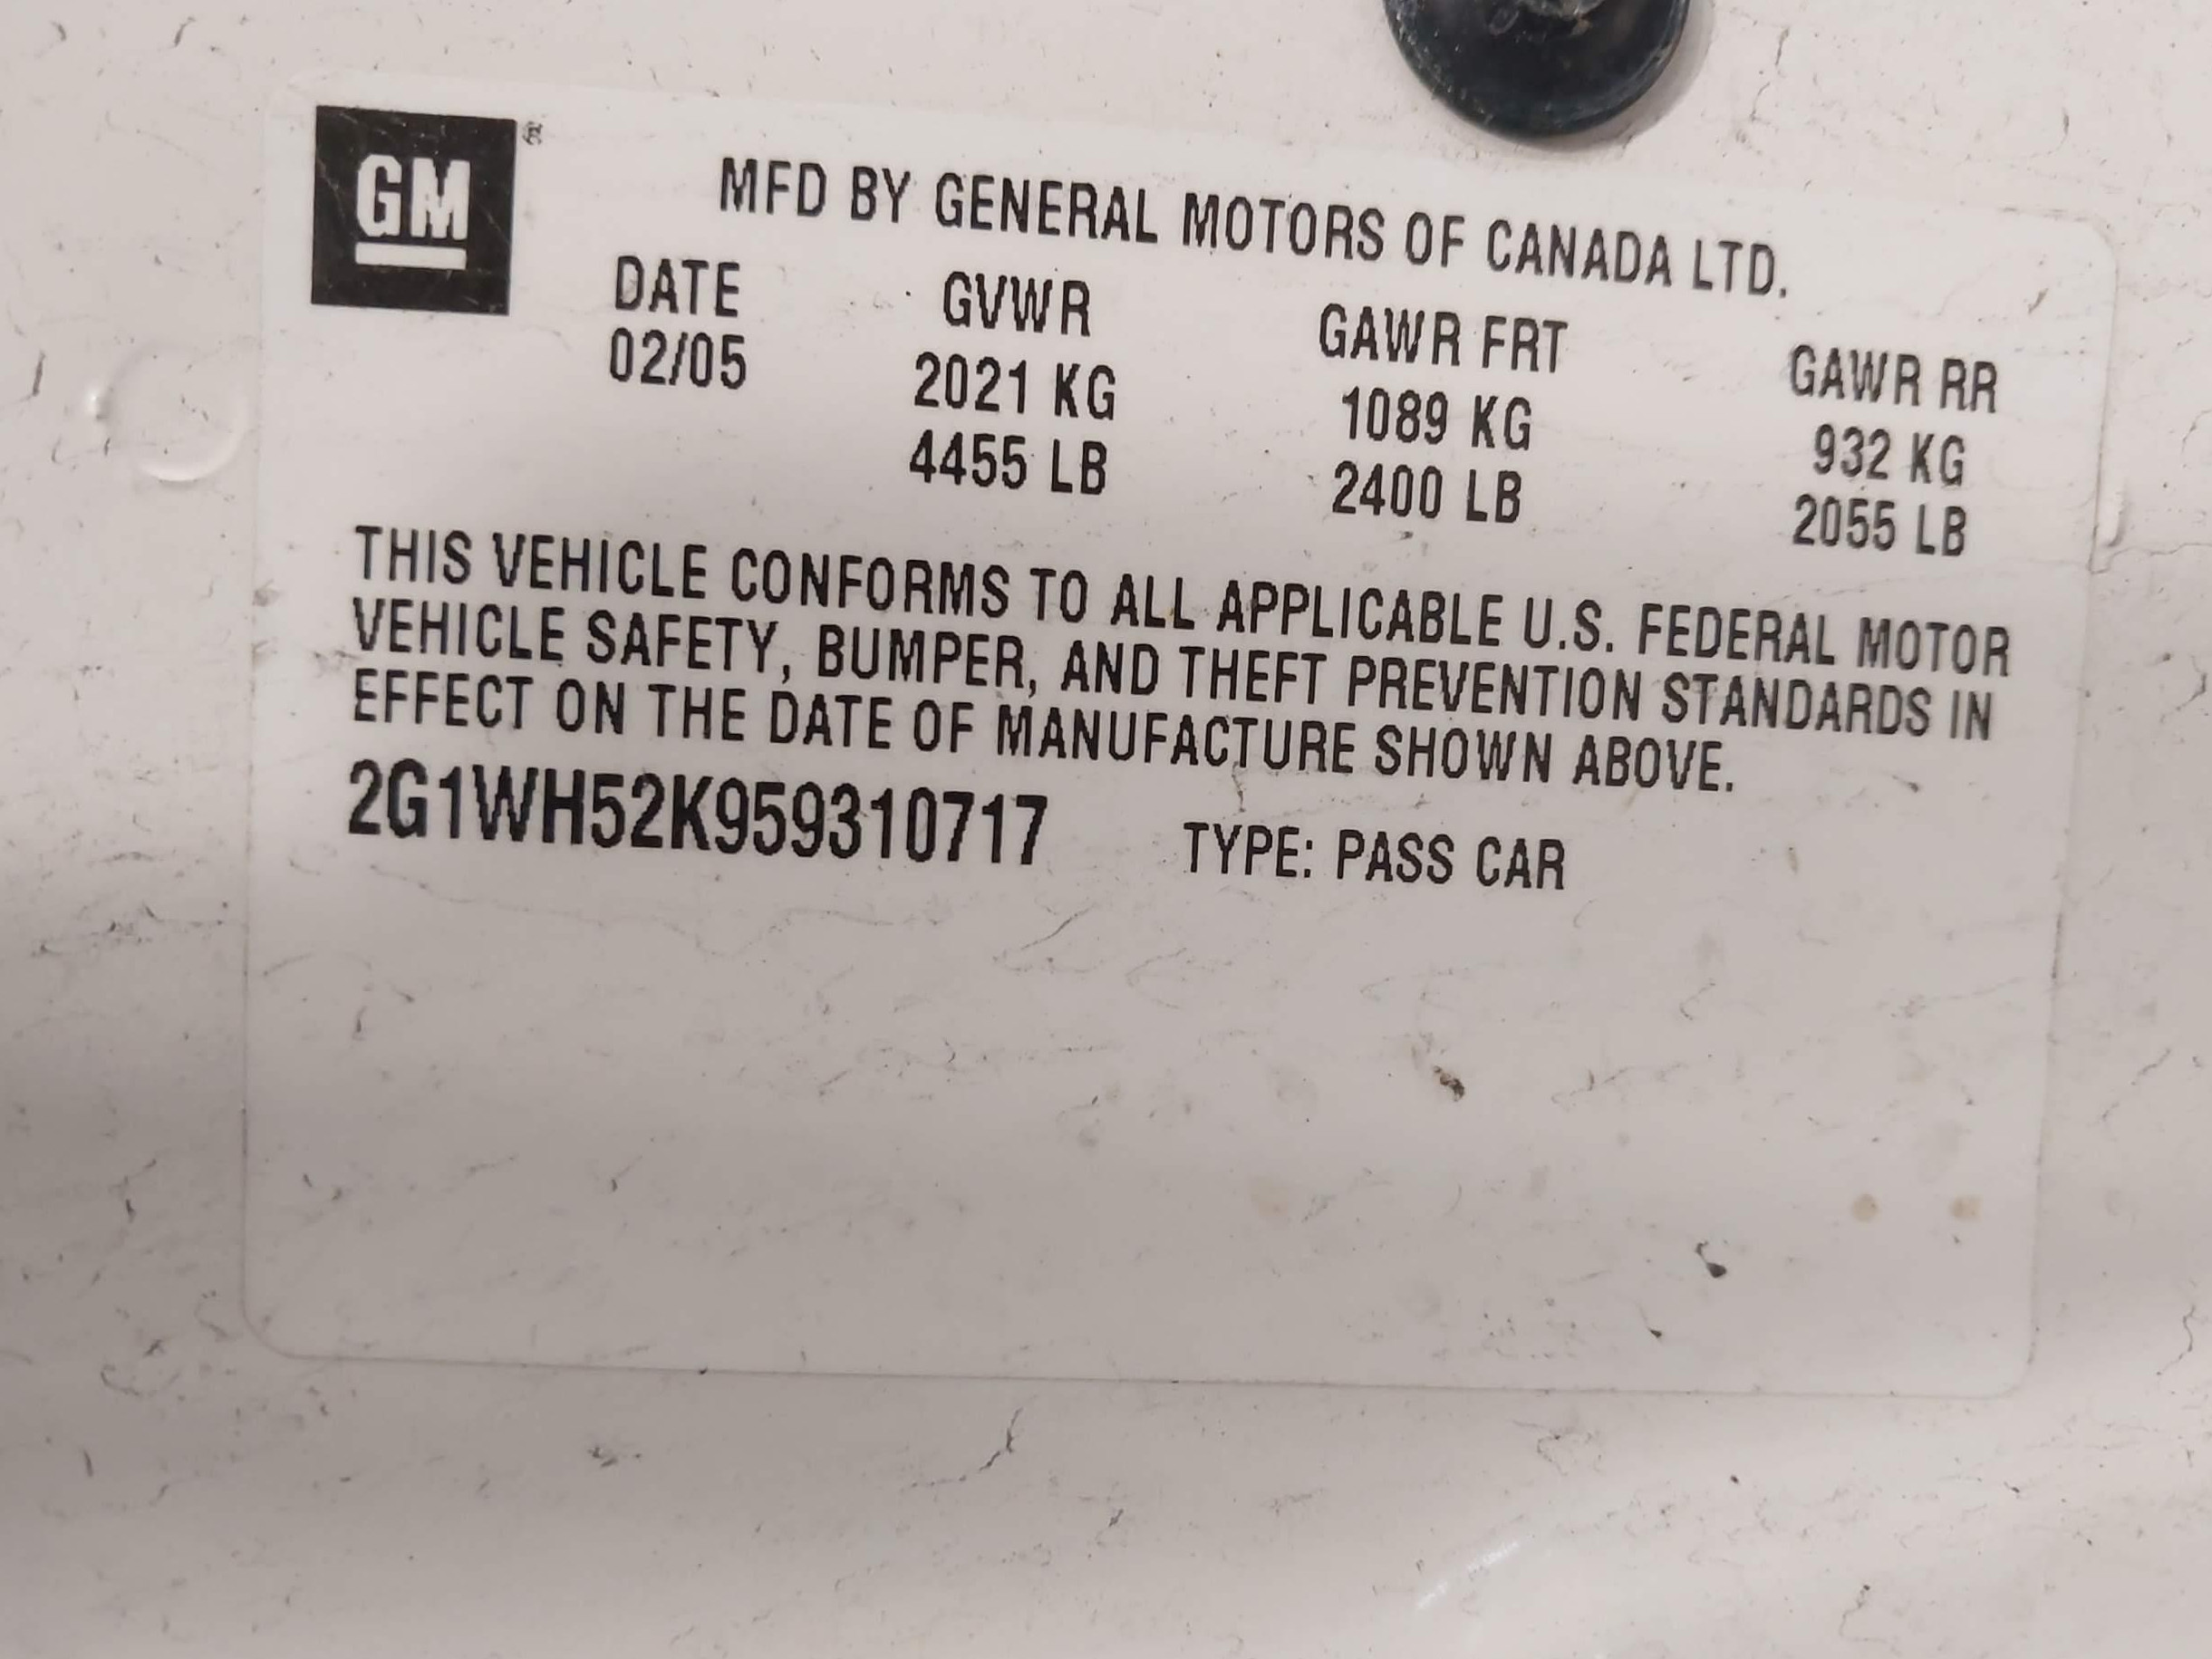 GM ®
MFD BY GENERAL MOTORS OF CANADA LTD.
DATE GVWR GAWR FRT GAWR RR
02/05 2021 KG 1089 KG 932 KG
4455 LB 2400 LB 2055 LB
THIS VEHICLE CONFORMS TO ALL APPLICABLE U.S. FEDERAL MOTOR
VEHICLE SAFETY, BUMPER, AND THEFT PREVENTION STANDARDS IN
EFFECT ON THE DATE OF MANUFACTURE SHOWN ABOVE.
2G1WH52K959310717 TYPE: PASS CAR